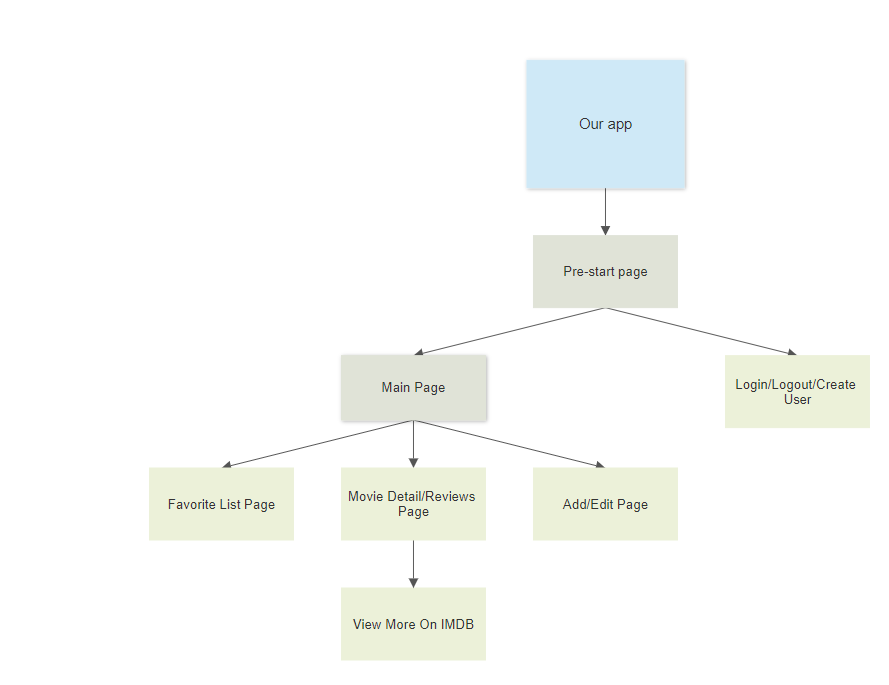 Our app
Pre-start page
Main Page
Login/Logout/Create
User
Favorite List Page
Movie Detail/Reviews
Page
Add/Edit Page
View More On IMDB